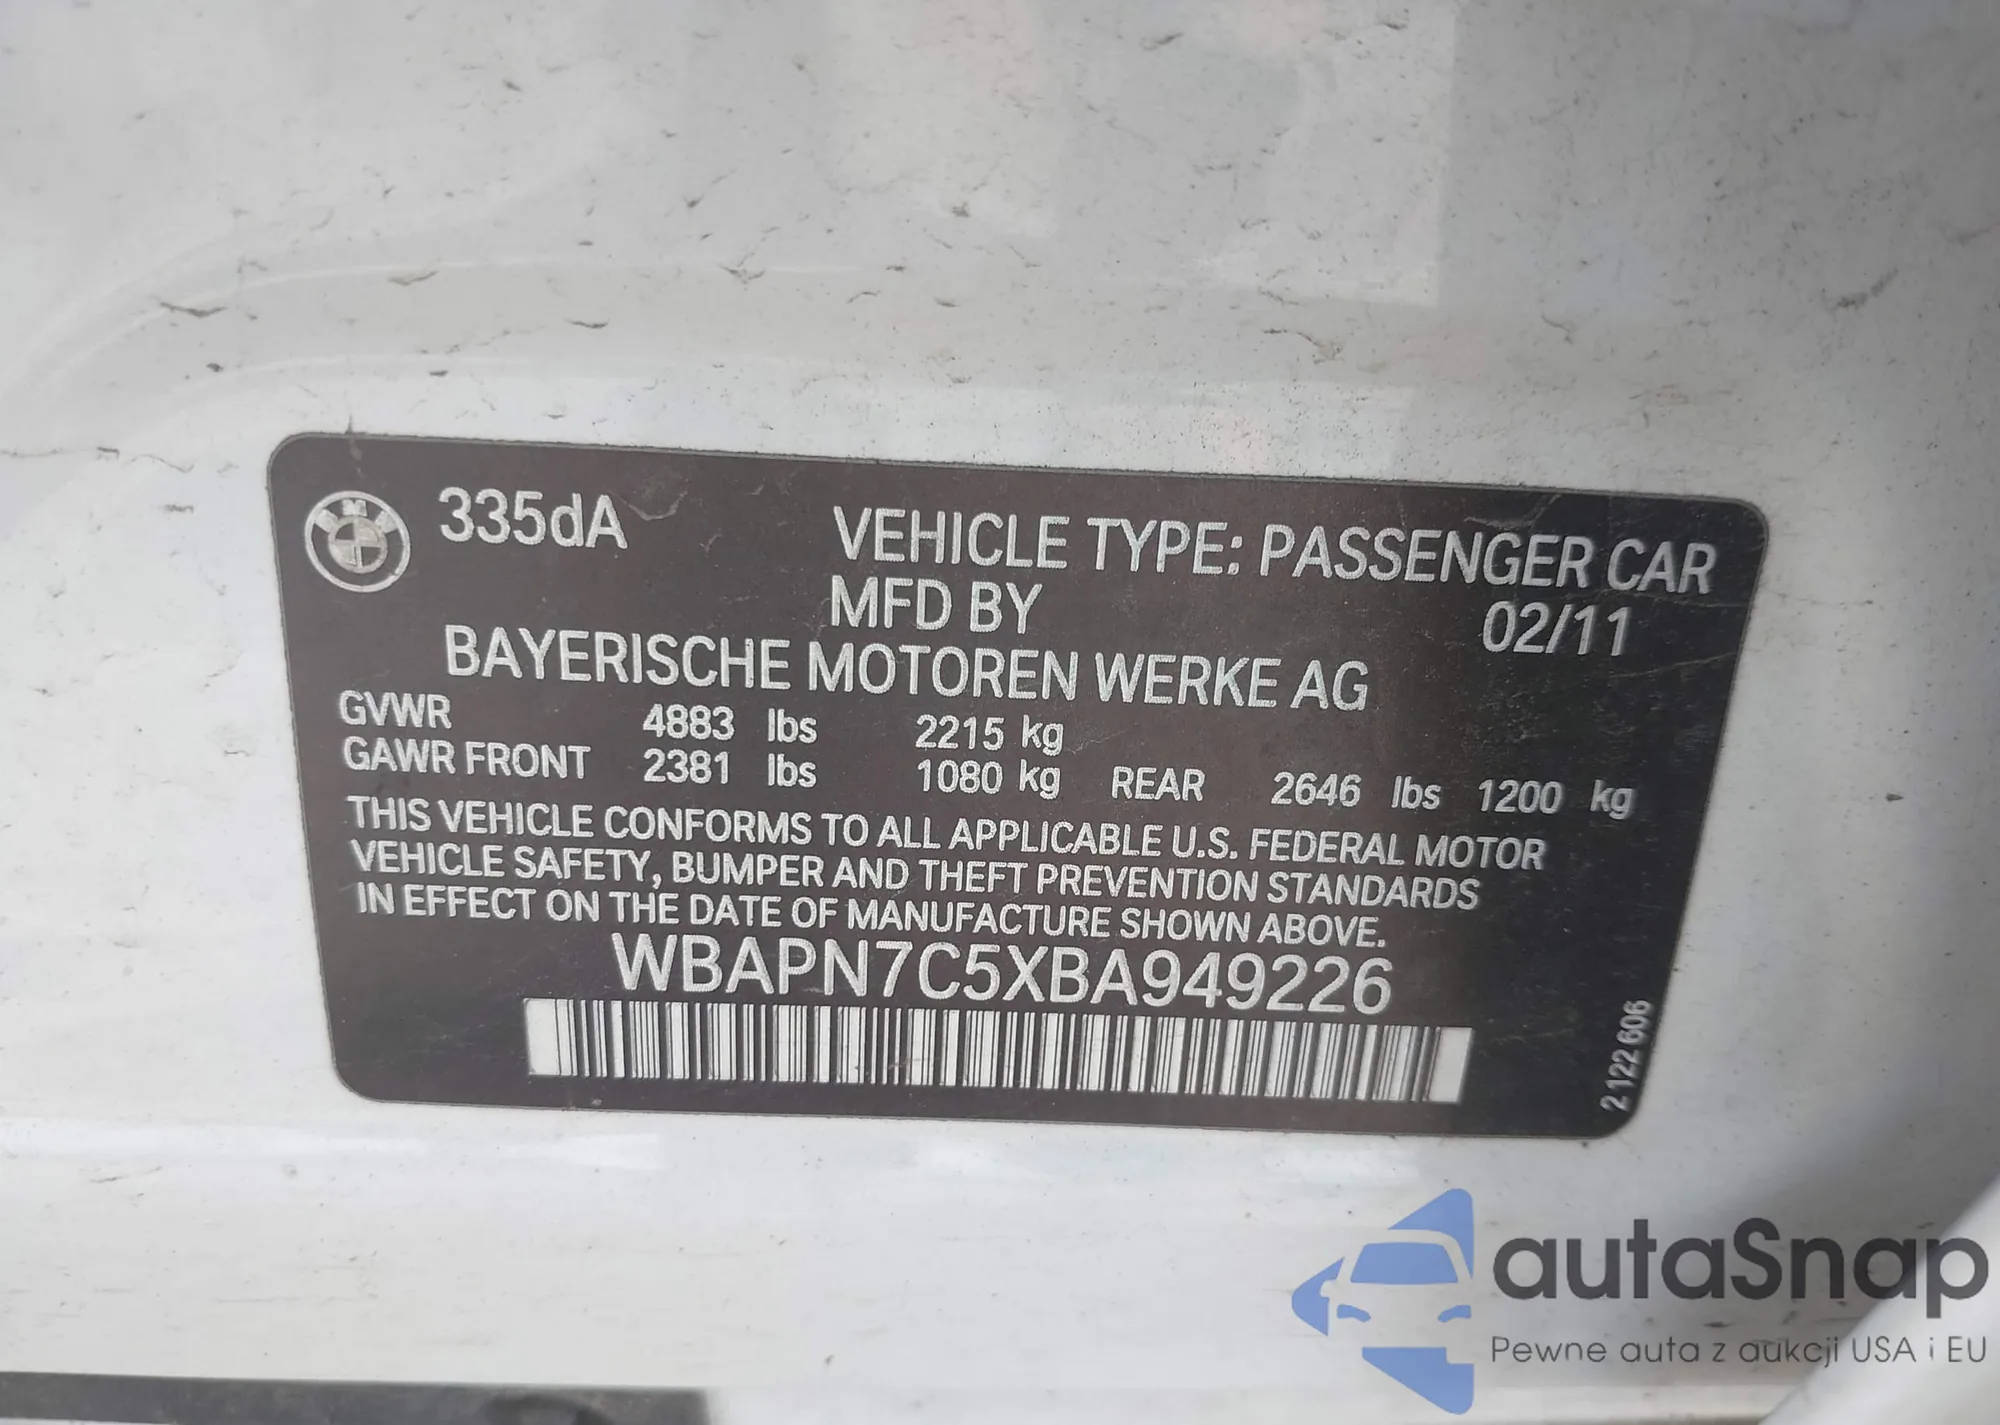 BMW
335dA
VEHICLE TYPE: PASSENGER CAR
MFD BY
02/11
BAYERISCHE MOTOREN WERKE AG
GVWR 4883 lbs 2215 kg
GAWR FRONT 2381 lbs 1080 kg REAR 2646 lbs 1200 kg
THIS VEHICLE CONFORMS TO ALL APPLICABLE U.S. FEDERAL MOTOR
VEHICLE SAFETY, BUMPER AND THEFT PREVENTION STANDARDS
IN EFFECT ON THE DATE OF MANUFACTURE SHOWN ABOVE.
WBAPN7C5XBA949226
2 122 606
autaSnap
Pewne auta z aukcji USA i EU